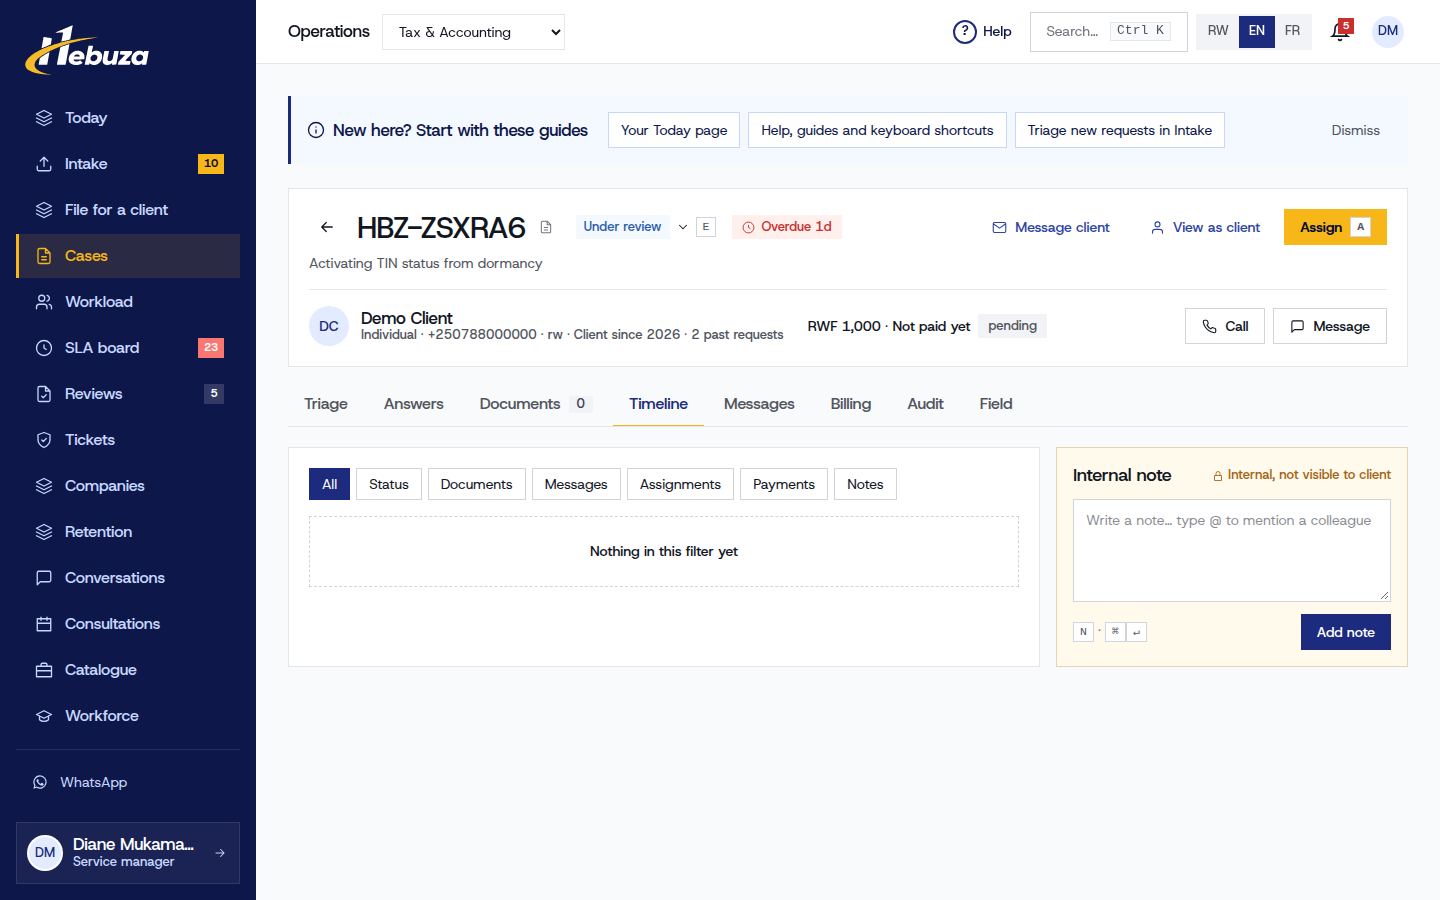 Hebuza
Today
Intake 10
File for a client
Cases
Workload
SLA board 23
Reviews 5
Tickets
Companies
Retention
Conversations
Consultations
Catalogue
Workforce
WhatsApp
DM Diane Mukama...
Service manager
Operations Tax & Accounting ? Help Search... Ctrl K RW EN FR 5 DM
New here? Start with these guides Your Today page Help, guides and keyboard shortcuts Triage new requests in Intake Dismiss
HBZ-ZSXRA6 Under review E Overdue 1d Message client View as client Assign A
Activating TIN status from dormancy
DC Demo Client
Individual · +250788000000 · rw · Client since 2026 · 2 past requests
RWF 1,000 · Not paid yet pending Call Message
Triage Answers Documents 0 Timeline Messages Billing Audit Field
All Status Documents Messages Assignments Payments Notes
Nothing in this filter yet
Internal note Internal, not visible to client
Write a note... type @ to mention a colleague
N · ⌘ ↵ Add note